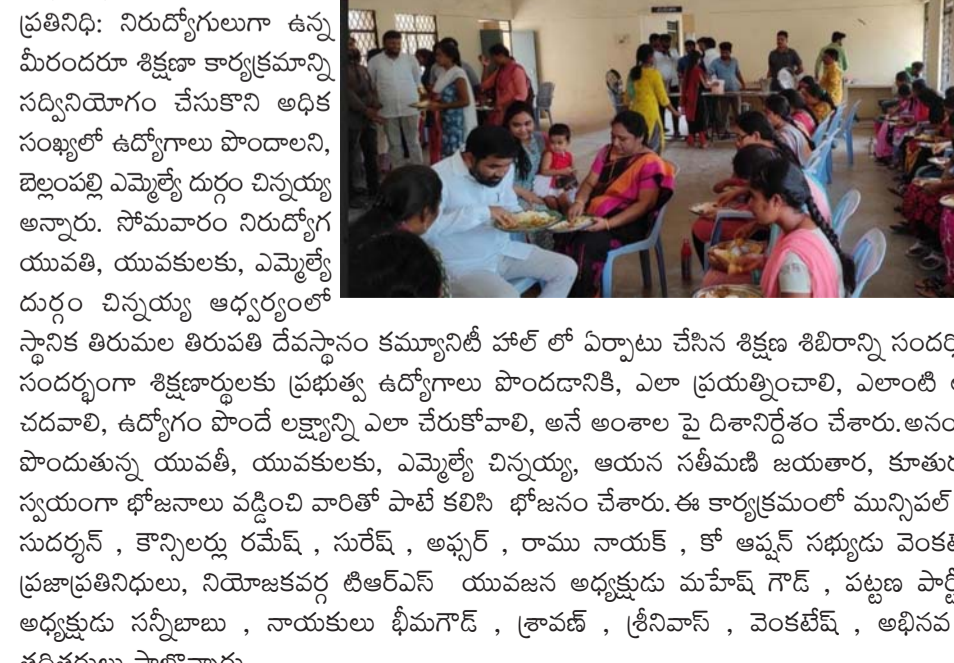 ప్రతినిధి: నిరుద్యోగులుగా ఉన్న
మీరందరూ శిక్షణా కార్యక్రమాన్ని
సద్వినియోగం చేసుకొని అధిక
సంఖ్యలో ఉద్యోగాలు పొందాలని,
బెల్లంపల్లి ఎమ్మెల్యే దుర్గం చిన్నయ్య
అన్నారు. సోమవారం నిరుద్యోగ
యువతి, యువకులకు, ఎమ్మెల్యే
దుర్గం చిన్నయ్య ఆధ్వర్యంలో
స్థానిక తిరుమల తిరుపతి దేవస్థానం కమ్యూనిటీ హాల్ లో ఏర్పాటు చేసిన శిక్షణ శిబిరాన్ని
సందర్భంగా శిక్షణార్థులకు ప్రభుత్వ ఉద్యోగాలు పొందడానికి, ఎలా ప్రయత్నించాలి, ఎలాంటి
చదవాలి, ఉద్యోగం పొందే లక్ష్యాన్ని ఎలా చేరుకోవాలి, అనే అంశాల పై దిశానిర్దేశం చేశారు.
పొందుతున్న యువతీ, యువకులకు, ఎమ్మెల్యే చిన్నయ్య, ఆయన సతీమణి జయతార,
స్వయంగా భోజనాలు వడ్డించి వారితో పాటే కలిసి భోజనం చేశారు.ఈ కార్యక్రమంలో మున్సిపల్
సుదర్శన్ , కౌన్సిలర్లు రమేష్ , సురేష్ , అఫ్సర్ , రాము నాయక్ , కో ఆప్షన్ సభ్యుడు
ప్రజాప్రతినిధులు, నియోజకవర్గ టిఆర్ఎస్ యువజన అధ్యక్షుడు మహేష్ గౌడ్ , పట్టణ
అధ్యక్షుడు సన్నీబాబు , నాయకులు భీమగౌడ్ , శ్రావణ్ , శ్రీనివాస్ , వెంకటేష్ , అభినవ